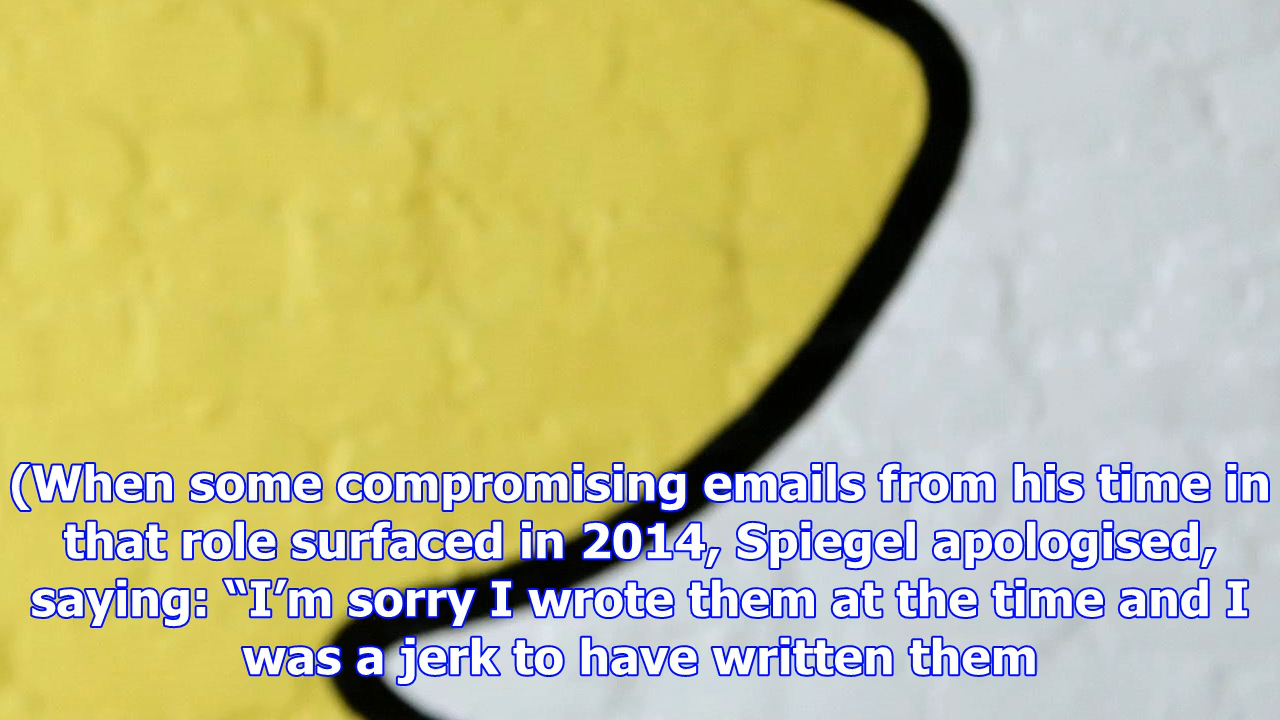 (When some compromising emails from his time in
that role surfaced in 2014, Spiegel apologised,
saying: “I’m sorry I wrote them at the time and I
was a jerk to have written them